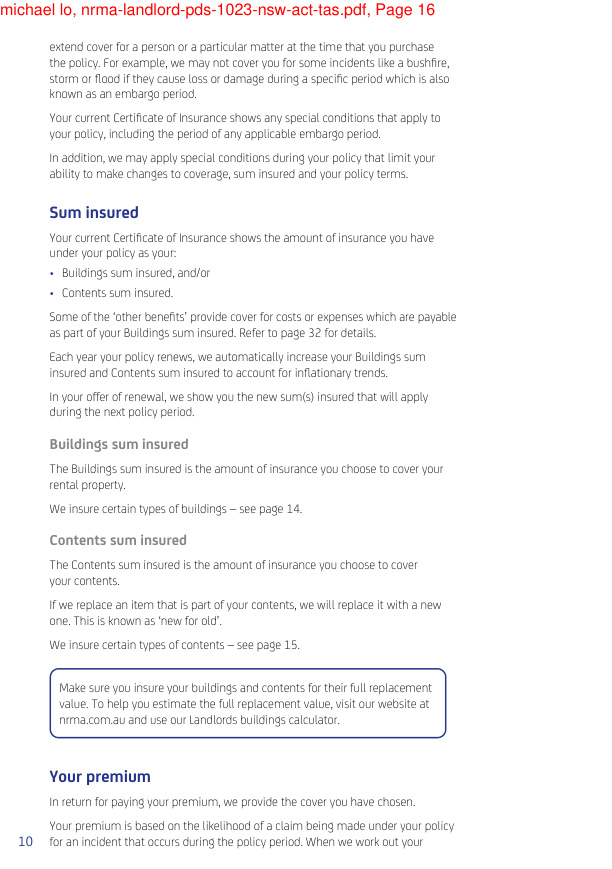 michael lo, nrma-landlord-pds-1023-nsw-act-tas.pdf, Page 16
extend cover for a person or a particular matter at the time that you purchase
the policy. For example, we may not cover you for some incidents like a bushfire,
storm or flood if they cause loss or damage during a specific period which is also
known as an embargo period.
Your current Certificate of Insurance shows any special conditions that apply to
your policy, including the period of any applicable embargo period.
In addition, we may apply special conditions during your policy that limit your
ability to make changes to coverage, sum insured and your policy terms.
Sum insured
Your current Certificate of Insurance shows the amount of insurance you have
under your policy as your:
• Buildings sum insured, and/or
• Contents sum insured.
Some of the ‘other benefits’ provide cover for costs or expenses which are payable
as part of your Buildings sum insured. Refer to page 32 for details.
Each year your policy renews, we automatically increase your Buildings sum
insured and Contents sum insured to account for inflationary trends.
In your offer of renewal, we show you the new sum(s) insured that will apply
during the next policy period.
Buildings sum insured
The Buildings sum insured is the amount of insurance you choose to cover your
rental property.
We insure certain types of buildings – see page 14.
Contents sum insured
The Contents sum insured is the amount of insurance you choose to cover
your contents.
If we replace an item that is part of your contents, we will replace it with a new
one. This is known as ‘new for old’.
We insure certain types of contents – see page 15.
Make sure you insure your buildings and contents for their full replacement
value. To help you estimate the full replacement value, visit our website at
nrma.com.au and use our Landlords buildings calculator.
Your premium
In return for paying your premium, we provide the cover you have chosen.
Your premium is based on the likelihood of a claim being made under your policy
10 for an incident that occurs during the policy period. When we work out your